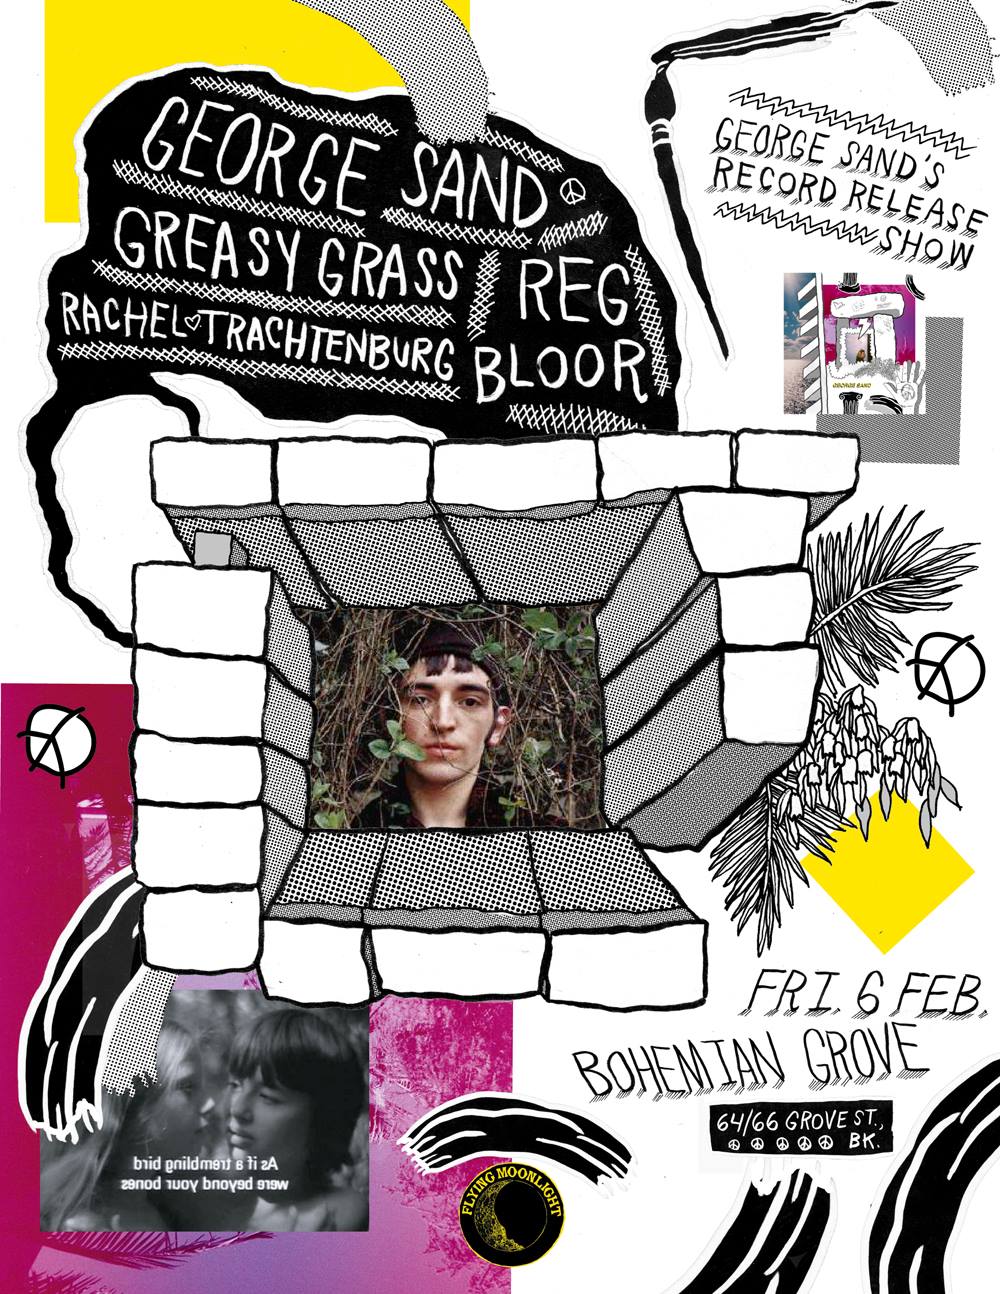 GEORGE SAND
GREASY GRASS
RACHEL TRACHTENBURG
REG
BLOOR
GEORGE SAND'S
RECORD RELEASE
SHOW
GEORGE SAND
FRI. 6 FEB.
BOHEMIAN GROVE
64/66 GROVE ST.,
BK.
As if a trembling bird
were beyond your bones
FLYING MOONLIGHT